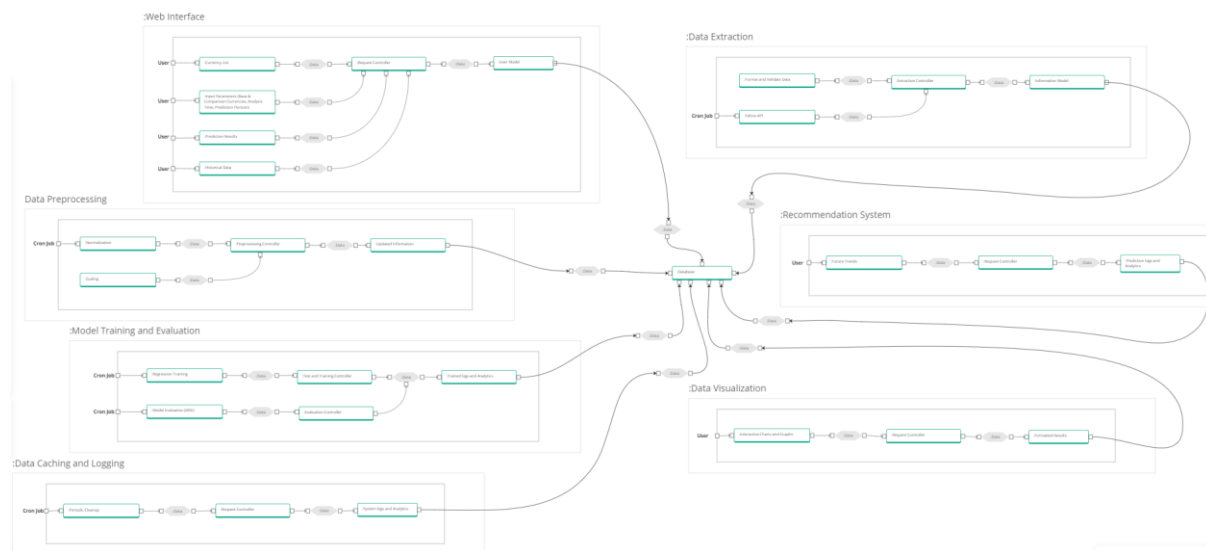 :Web Interface
User
Currency List
Data
Request Controller
Data
User Model
User
Input Parameters (Base &
Comparison Currencies, Analysis
Time, Prediction Horizon)
Data
User
Prediction Results
Data
User
Historical Data
Data
:Data Extraction
Format and Validate Data
Data
Extraction Controller
Data
Information Model
Cron Job
Data
Data
Data
Data Preprocessing
Cron Job
Normalization
Data
Preprocessing Controller
Data
Updated Information
Data
Scaling
Data
Database
:Recommendation System
User
Future Trends
Data
Request Controller
Data
Prediction logs and
Analytics
Data
Data
:Model Training and Evaluation
Data
Cron Job
Regression Training
Data
Test and Training Controller
Data
Trained logs and Analytics
Data
Cron Job
Data
Evaluation Controller
:Data Visualization
User
Interactive Charts and Graphs
Data
Request Controller
Data
Formatted Results
:Data Caching and Logging
Cron Job
Periodic Cleanup
Data
Request Controller
Data
System logs and Analytics